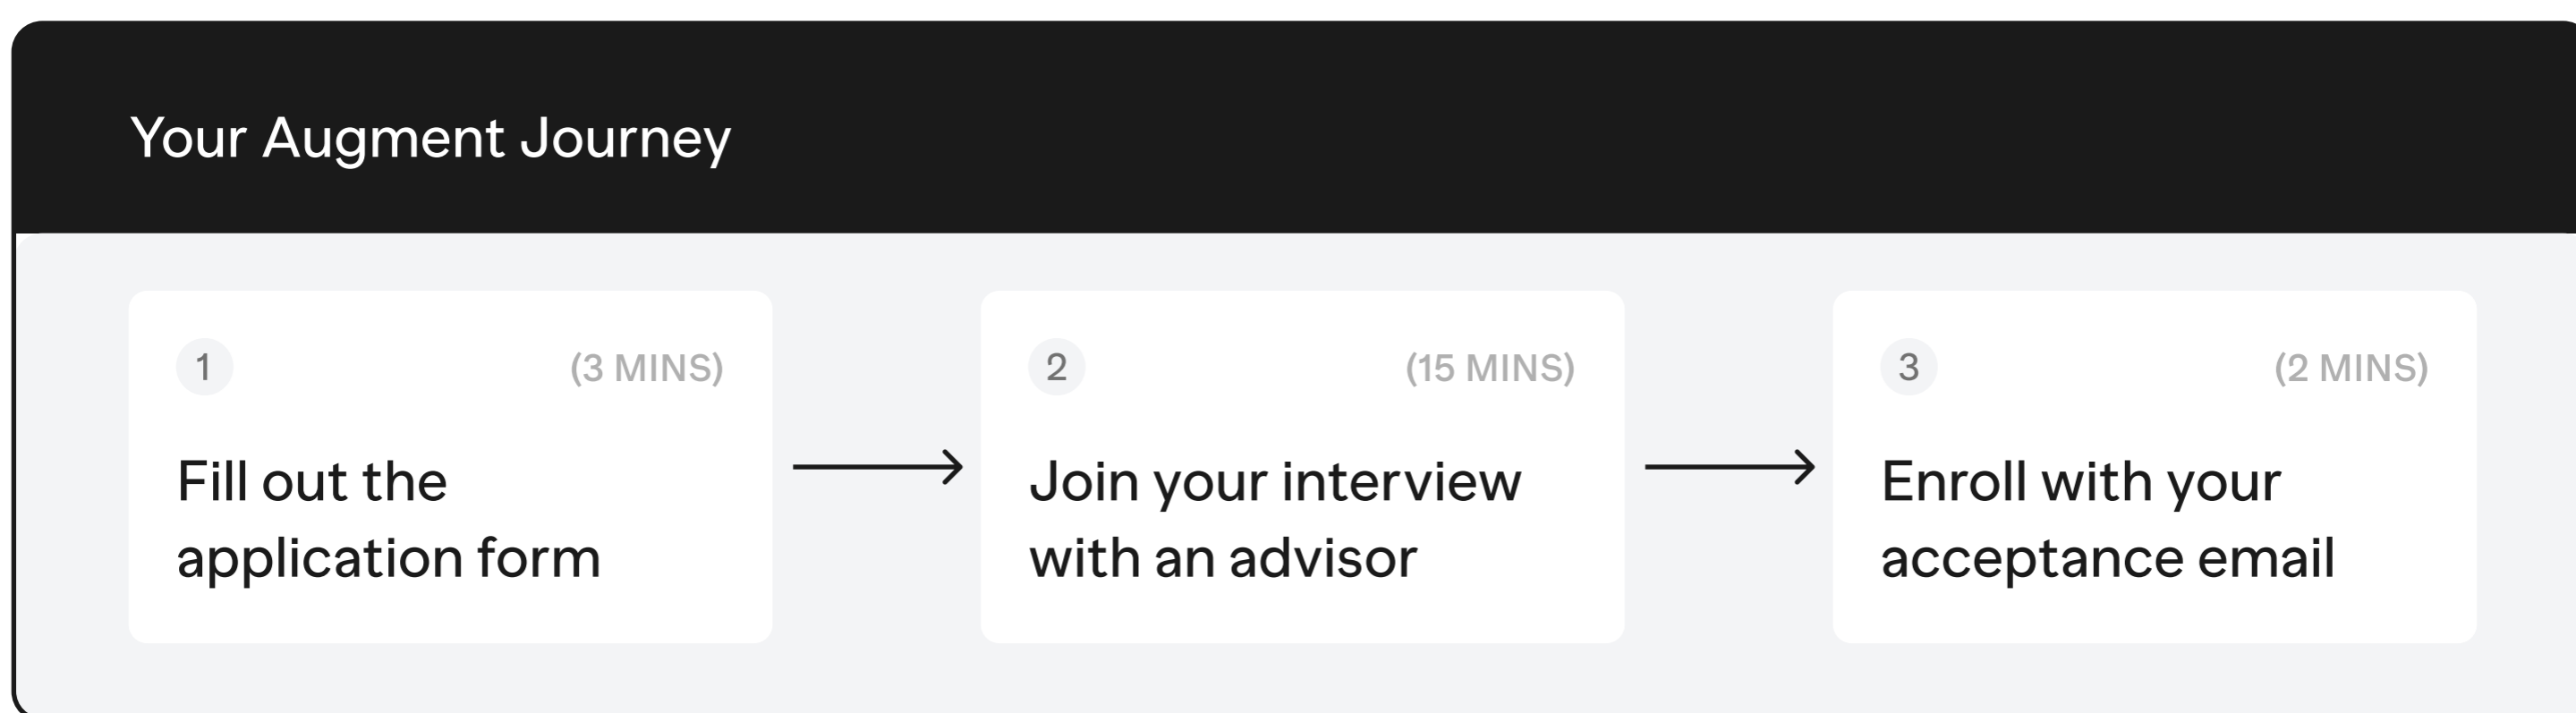 Your Augment Journey
1
(3 MINS)
Fill out the
application form
2
(15 MINS)
Join your interview
with an advisor
3
(2 MINS)
Enroll with your
acceptance email